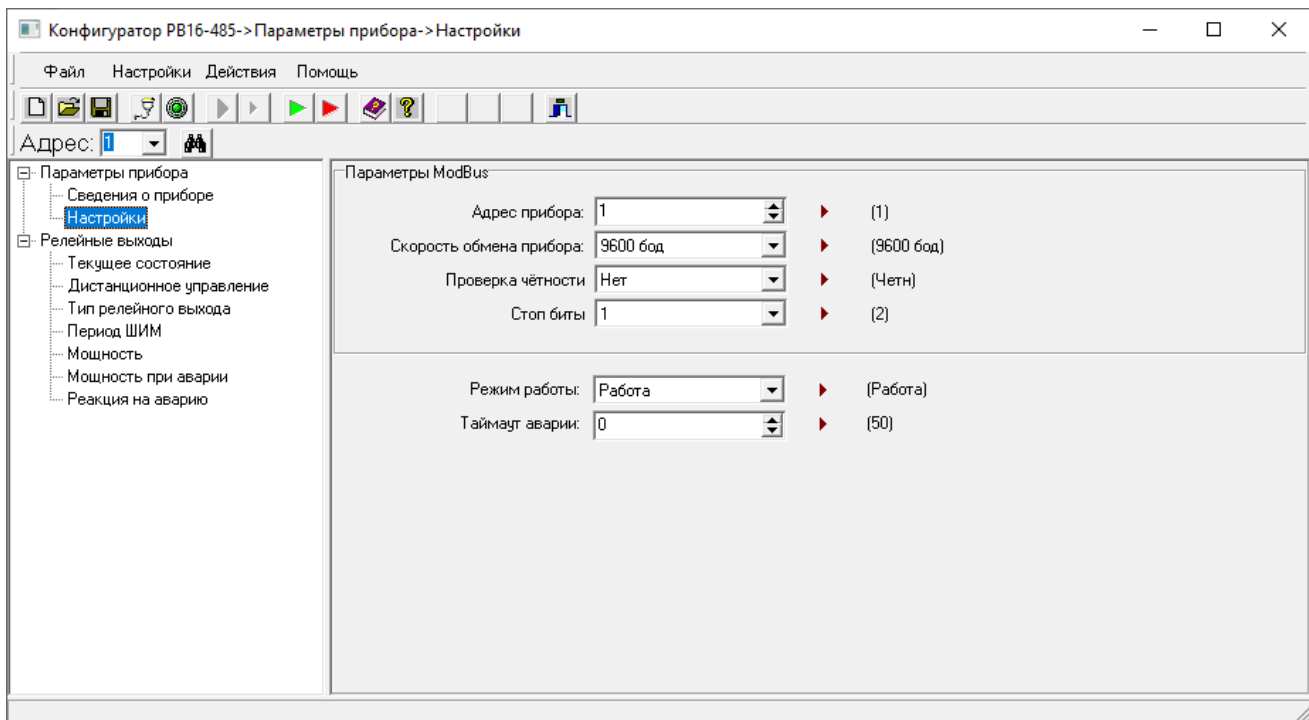 Конфигуратор РВ16-485->Параметры прибора->Настройки
Файл Настройки Действия Помощь
Адрес: 1
Параметры прибора
Сведения о приборе
Настройки
Релейные выходы
Текущее состояние
Дистанционное управление
Тип релейного выхода
Период ШИМ
Мощность
Мощность при аварии
Реакция на аварию
Параметры ModBus
Адрес прибора: 1 (1)
Скорость обмена прибора: 9600 бод (9600 бод)
Проверка чётности Нет (Четн)
Стоп биты 1 (2)
Режим работы: Работа (Работа)
Таймаут аварии: 0 (50)